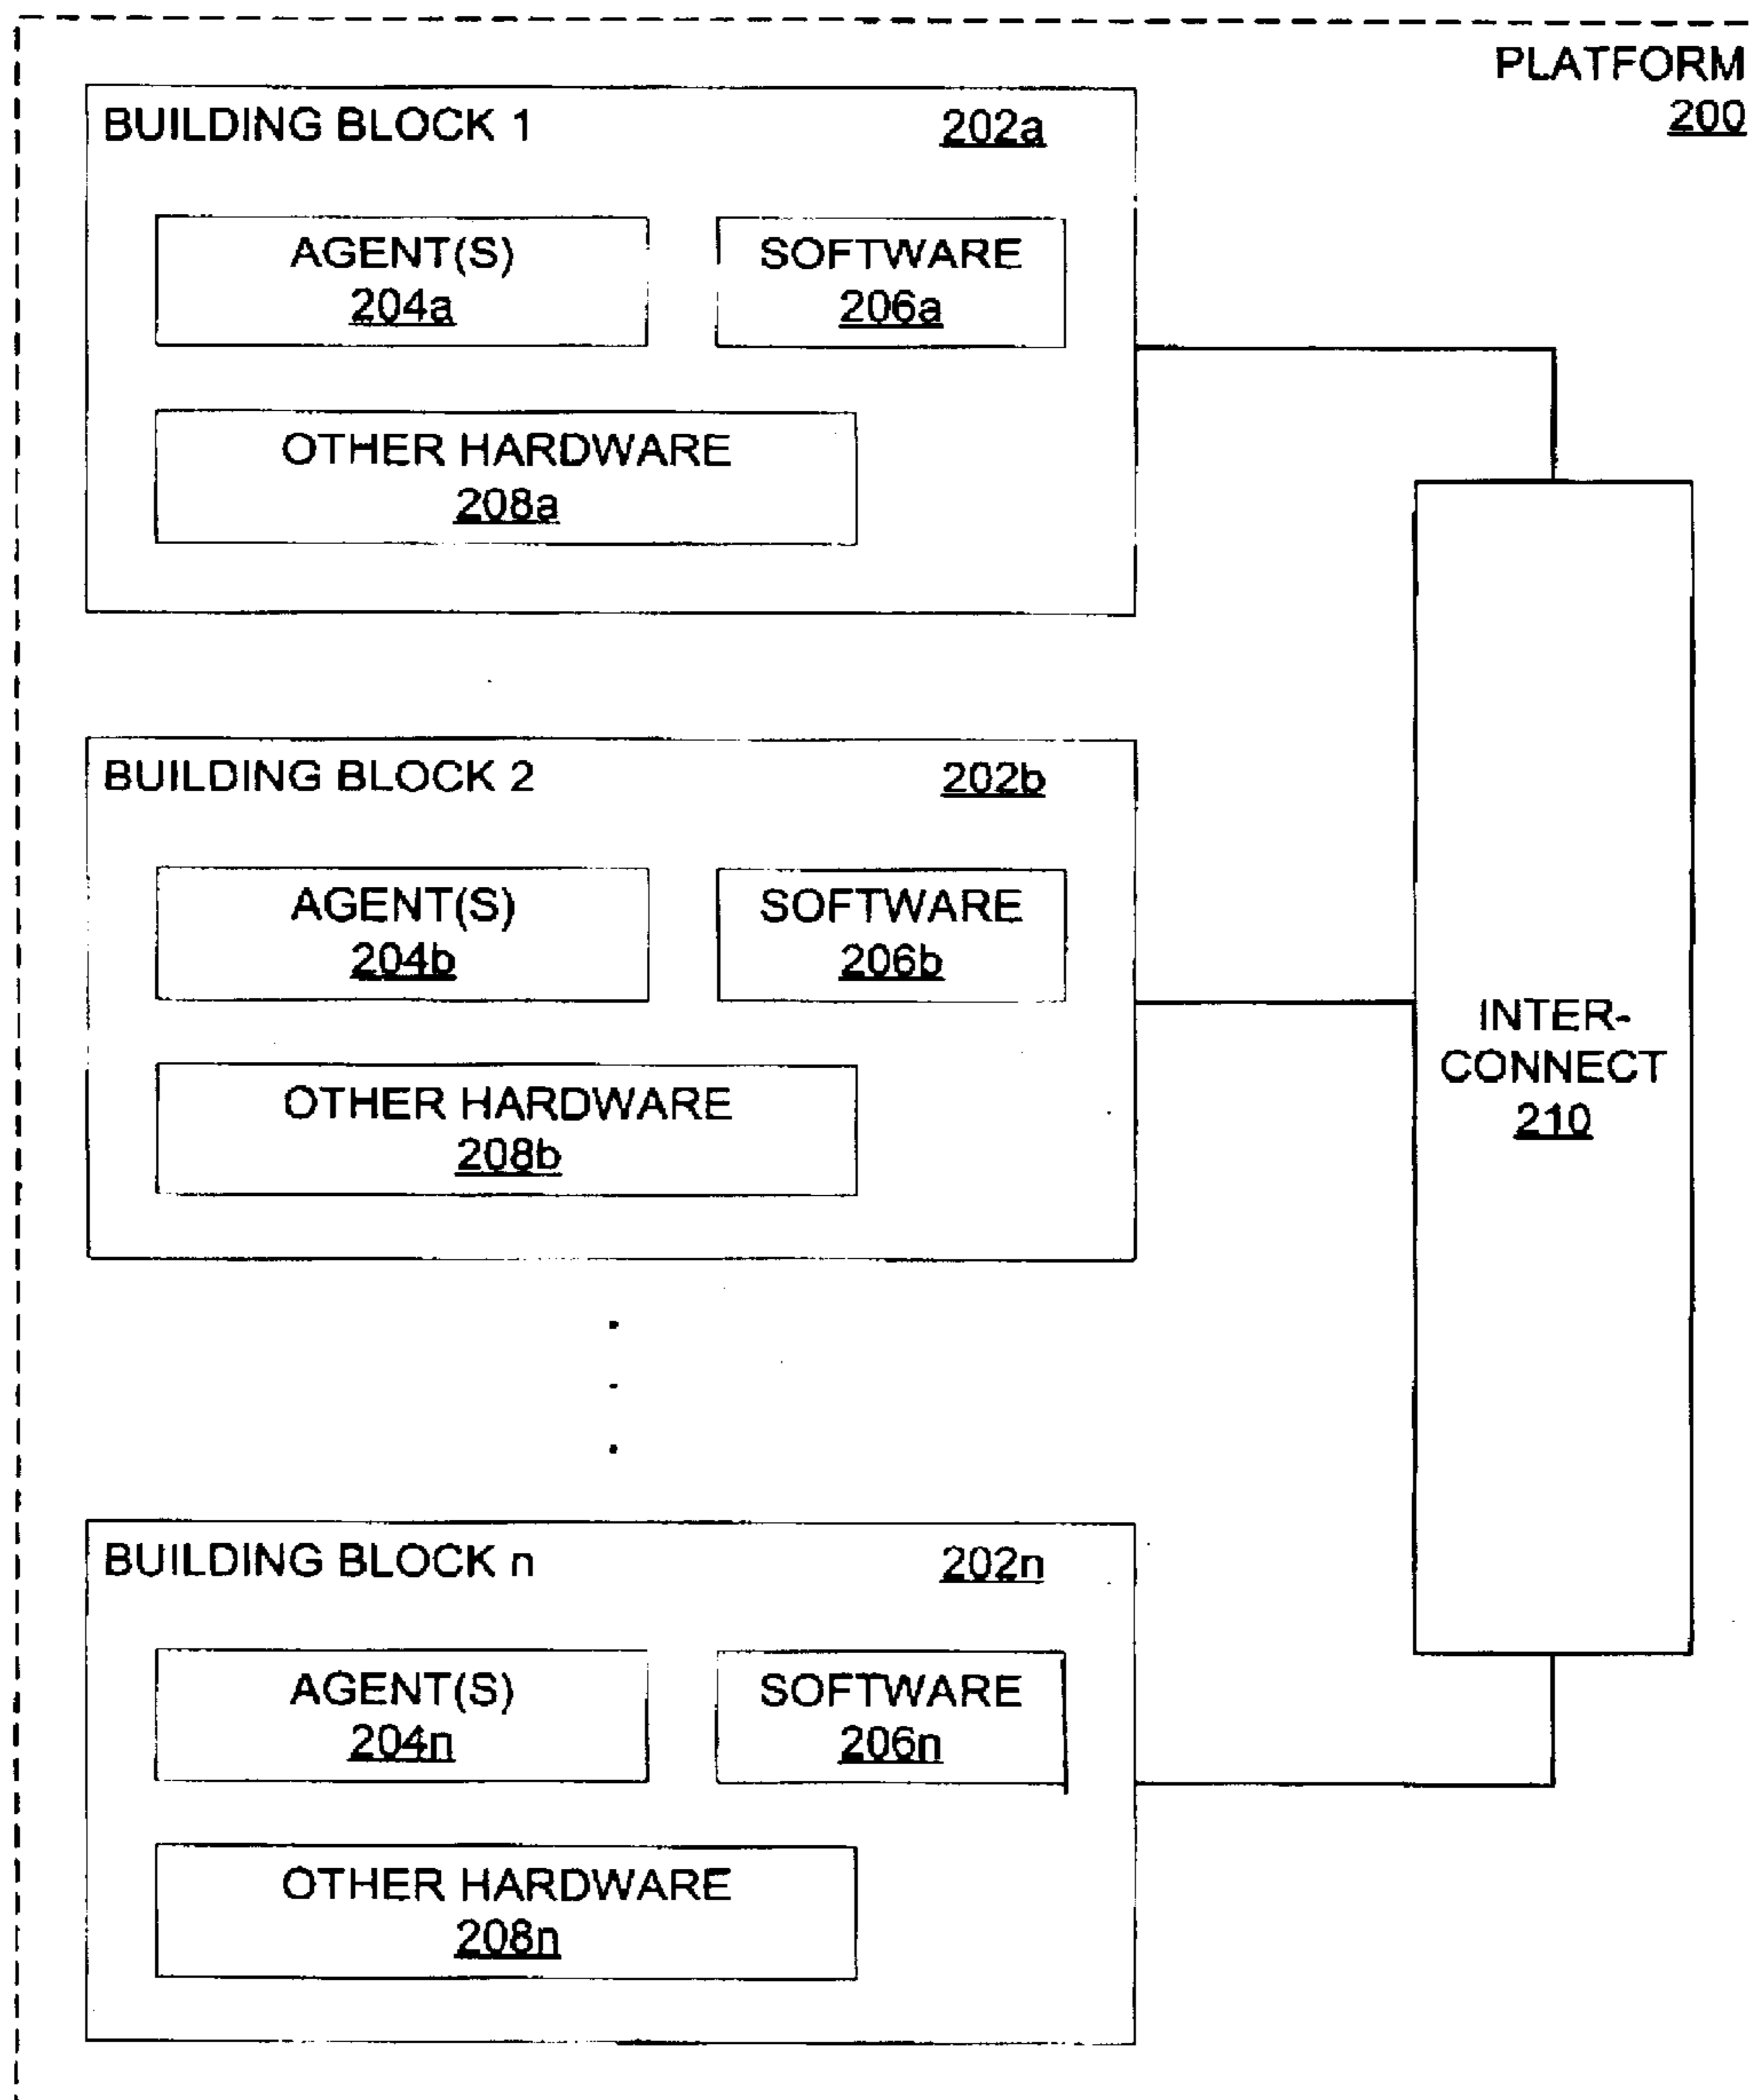 PLATFORM
200
BUILDING BLOCK 1 202a
AGENT(S)
204a
SOFTWARE
206a
OTHER HARDWARE
208a
BUILDING BLOCK 2 202b
AGENT(S)
204b
SOFTWARE
206b
OTHER HARDWARE
208b
INTER-
CONNECT
210
BUILDING BLOCK n 202n
AGENT(S)
204n
SOFTWARE
206n
OTHER HARDWARE
208n